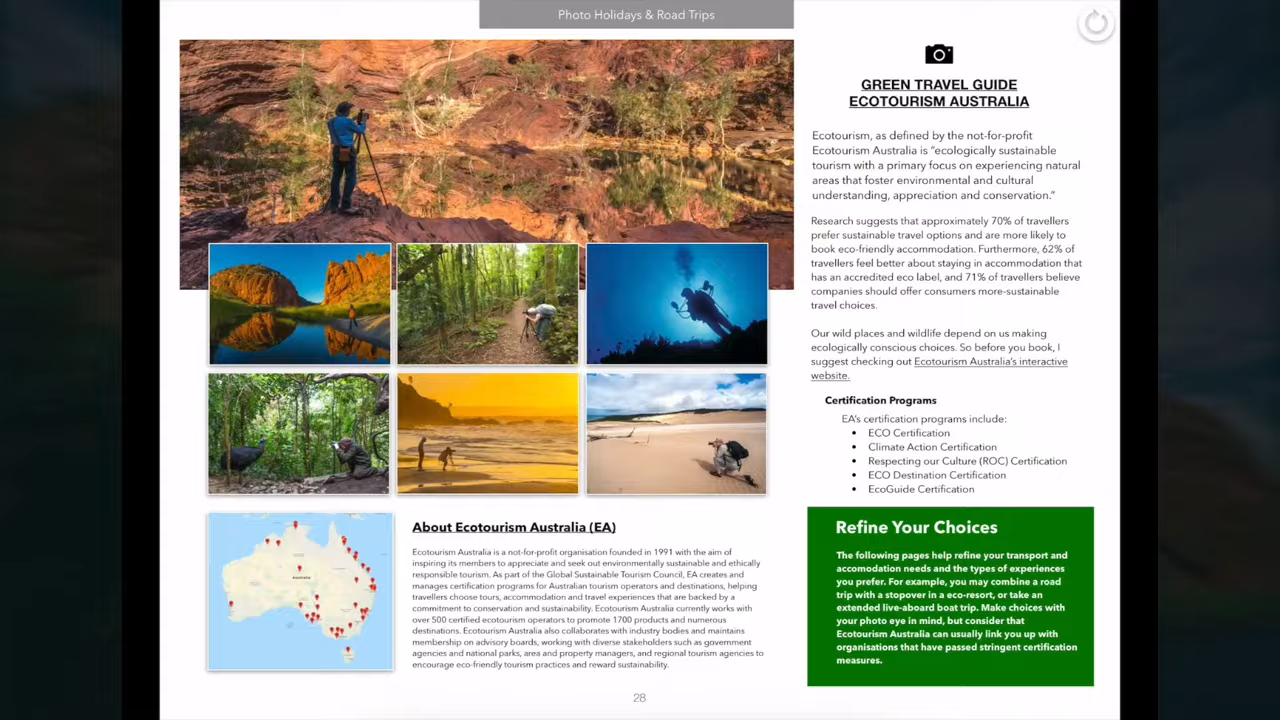 Photo Holidays & Road Trips
GREEN TRAVEL GUIDE
ECOTOURISM AUSTRALIA
Ecotourism, as defined by the not-for-profit
Ecotourism Australia is “ecologically sustainable
tourism with a primary focus on experiencing natural
areas that foster environmental and cultural
understanding, appreciation and conservation.”
Research suggests that approximately 70% of travellers
prefer sustainable travel options and are more likely to
book eco-friendly accommodation. Furthermore, 62% of
travellers feel better about staying in accommodation that
has an accredited eco label, and 71% of travellers believe
companies should offer consumers more-sustainable
travel choices.
Our wild places and wildlife depend on us making
ecologically conscious choices. So before you book, I
suggest checking out Ecotourism Australia’s interactive
website.
Certification Programs
EA’s certification programs include:
• ECO Certification
• Climate Action Certification
• Respecting our Culture (ROC) Certification
• ECO Destination Certification
• EcoGuide Certification
Australia
About Ecotourism Australia (EA)
Ecotourism Australia is a not-for-profit organisation founded in 1991 with the aim of
inspiring its members to appreciate and seek out environmentally sustainable and ethically
responsible tourism. As part of the Global Sustainable Tourism Council, EA creates and
manages certification programs for Australian tourism operators and destinations, helping
travellers choose tours, accommodation and travel experiences that are backed by a
commitment to conservation and sustainability. Ecotourism Australia currently works with
over 500 certified ecotourism operators to promote 1700 products and numerous
destinations. Ecotourism Australia also collaborates with industry bodies and maintains
membership on advisory boards, working with diverse stakeholders such as government
agencies and national parks, area and property managers, and regional tourism agencies to
encourage eco-friendly tourism practices and reward sustainability.
Refine Your Choices
The following pages help refine your transport and
accomodation needs and the types of experiences
you prefer. For example, you may combine a road
trip with a stopover in a eco-resort, or take an
extended live-aboard boat trip. Make choices with
your photo eye in mind, but consider that
Ecotourism Australia can usually link you up with
organisations that have passed stringent certification
measures.
28